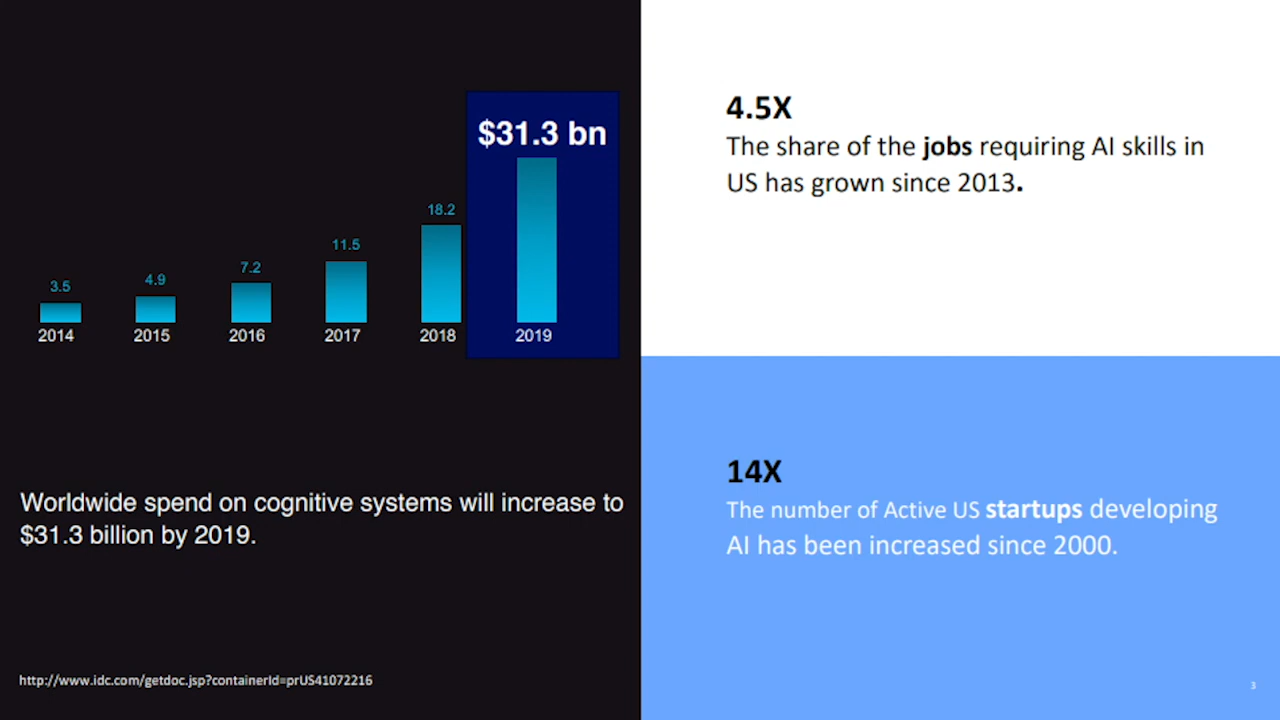 $31.3 bn
18.2
11.5
7.2
4.9
3.5
2014 2015 2016 2017 2018 2019
Worldwide spend on cognitive systems will increase to
$31.3 billion by 2019.
http://www.idc.com/getdoc.jsp?containerId=prUS41072216
4.5X
The share of the jobs requiring AI skills in
US has grown since 2013.
14X
The number of Active US startups developing
AI has been increased since 2000.
3